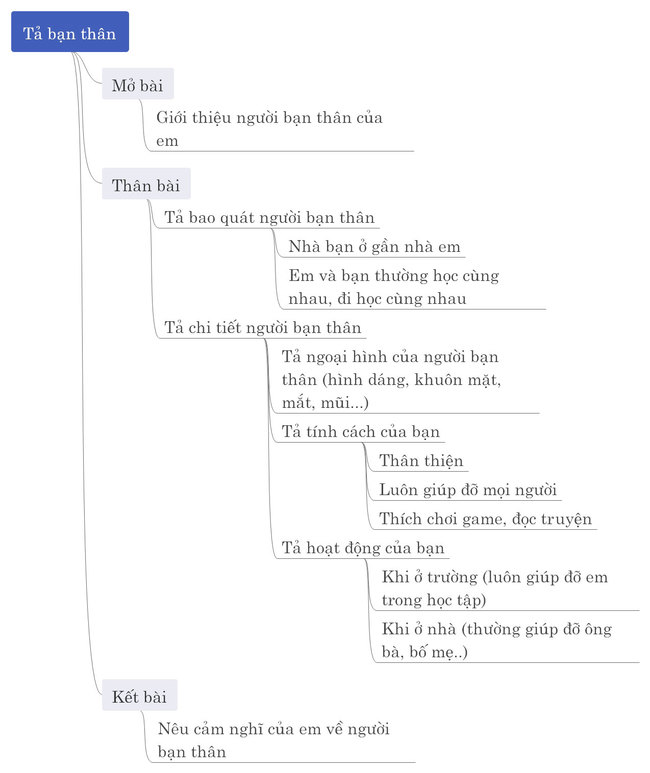 Tả bạn thân
Mở bài
Giới thiệu người bạn thân của
em
Thân bài
Tả bao quát người bạn thân
Nhà bạn ở gần nhà em
Em và bạn thường học cùng
nhau, đi học cùng nhau
Tả chi tiết người bạn thân
Tả ngoại hình của người bạn
thân (hình dáng, khuôn mặt,
mắt, mũi...)
Tả tính cách của bạn
Thân thiện
Luôn giúp đỡ mọi người
Thích chơi game, đọc truyện
Tả hoạt động của bạn
Khi ở trường (luôn giúp đỡ em
trong học tập)
Khi ở nhà (thường giúp đỡ ông
bà, bố mẹ..)
Kết bài
Nêu cảm nghĩ của em về người
bạn thân